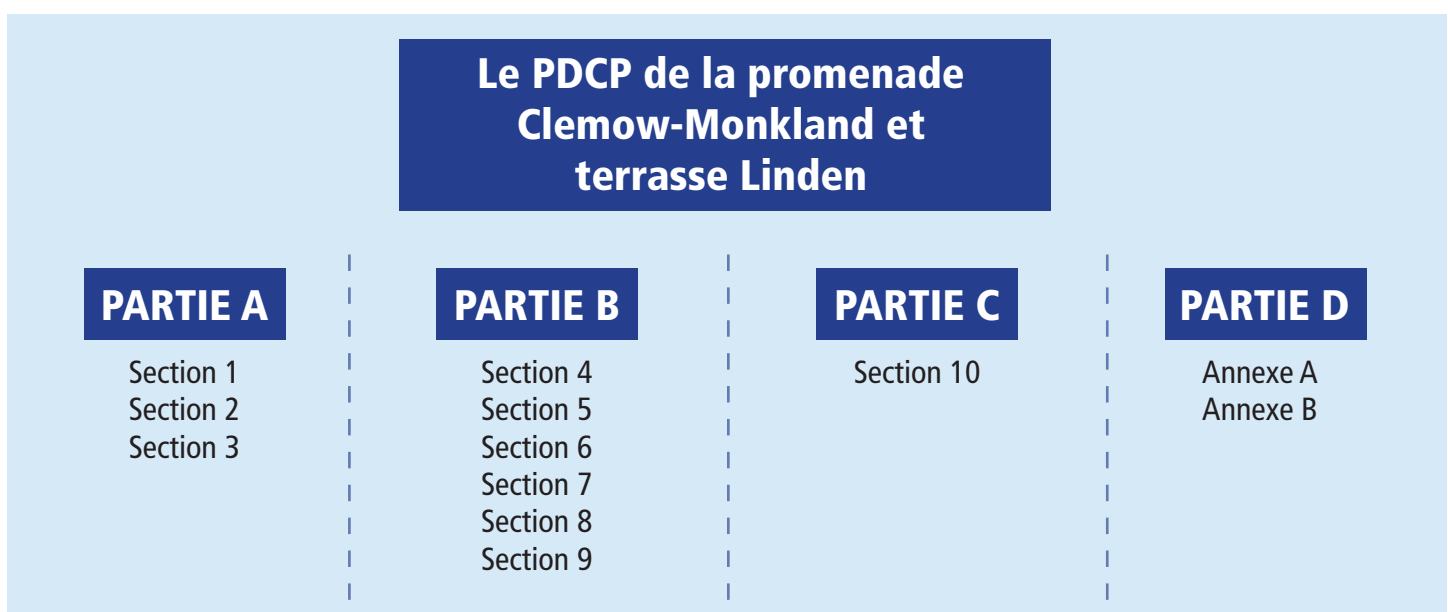 Le PDCP de la promenade
Clemow-Monkland et
terrasse Linden
PARTIE A
Section 1
Section 2
Section 3
PARTIE B
Section 4
Section 5
Section 6
Section 7
Section 8
Section 9
PARTIE C
Section 10
PARTIE D
Annexe A
Annexe B